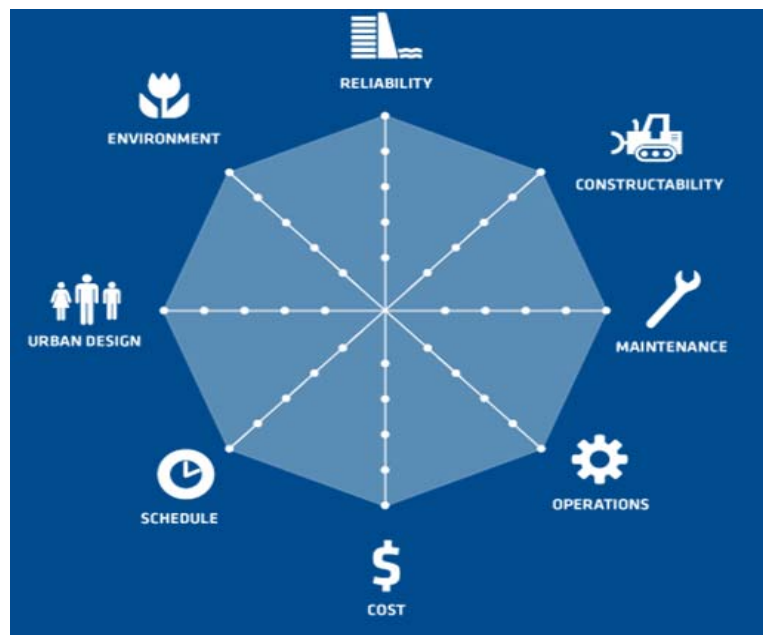 RELIABILITY
ENVIRONMENT
CONSTRUCTABILITY
URBAN DESIGN
MAINTENANCE
SCHEDULE
OPERATIONS
$
COST